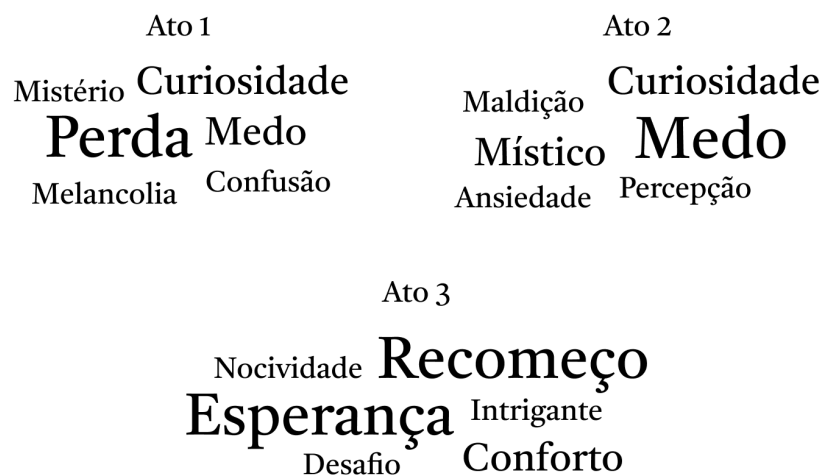 Ato 1
Mistério Curiosidade
Perda Medo
Melancolia Confusão
Ato 2
Maldição Curiosidade
Místico Medo
Ansiedade Percepção
Ato 3
Nocividade Recomeço
Esperança Intrigante
Desafio Conforto